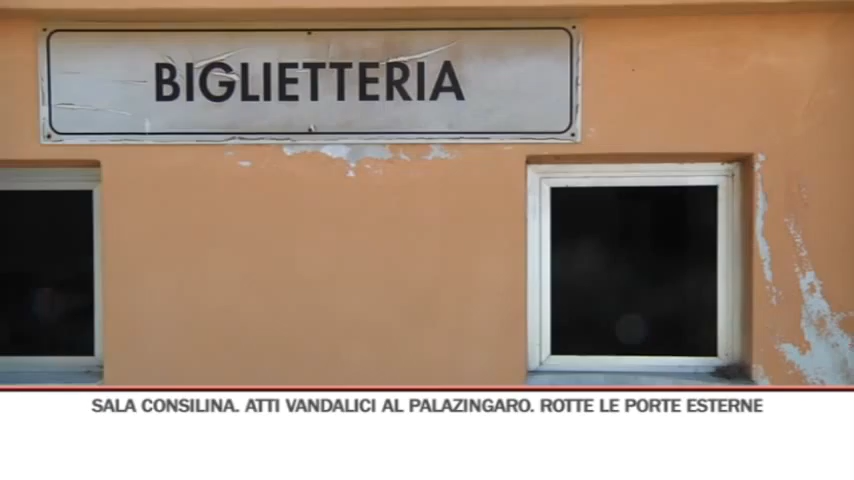 BIGLIETTERIA
SALA CONSILINA. ATTI VANDALICI AL PALAZINGARO. ROTTE LE PORTE ESTERNE